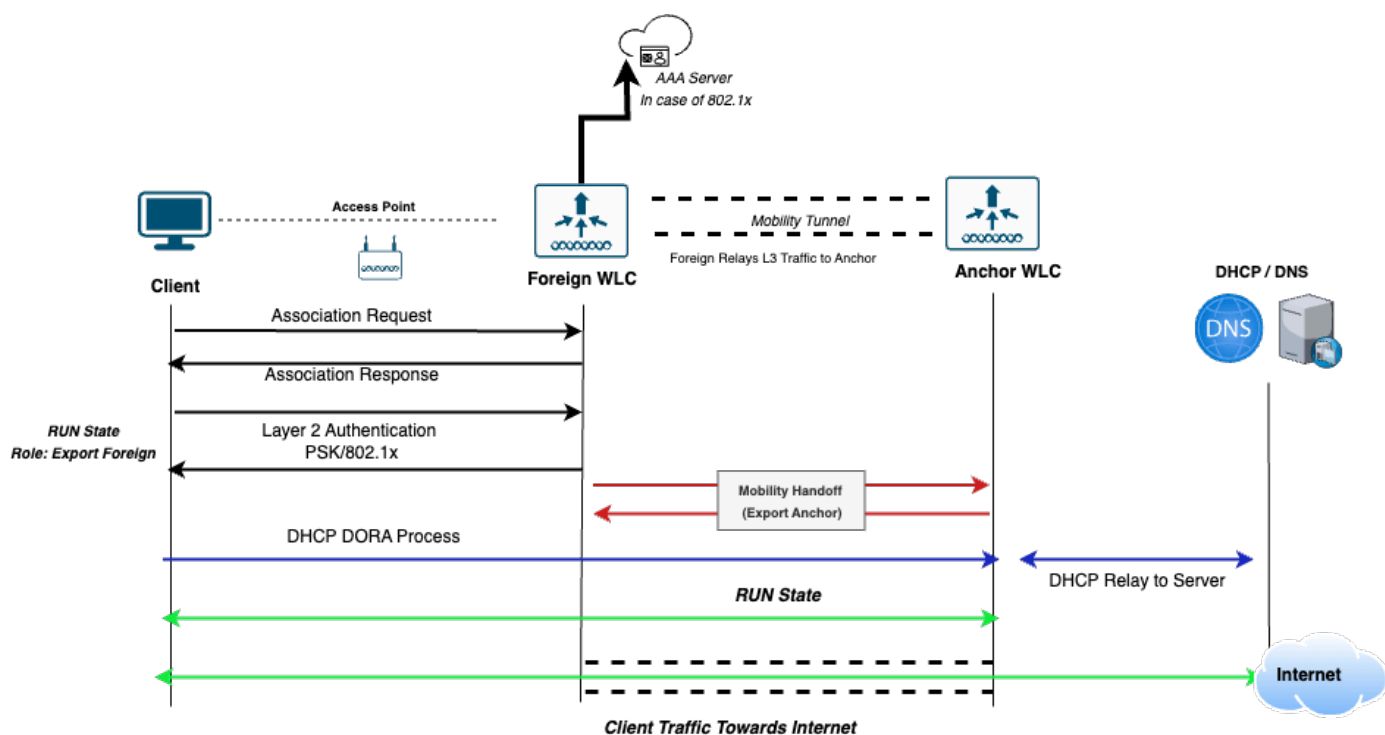 AAA Server
In case of 802.1x
Access Point
Mobility Tunnel
Foreign Relays L3 Traffic to Anchor
Client
Foreign WLC
Anchor WLC
DHCP / DNS
DNS
Association Request
Association Response
RUN State
Role: Export Foreign
Layer 2 Authentication
PSK/802.1x
Mobility Handoff
(Export Anchor)
DHCP DORA Process
DHCP Relay to Server
RUN State
Internet
Client Traffic Towards Internet